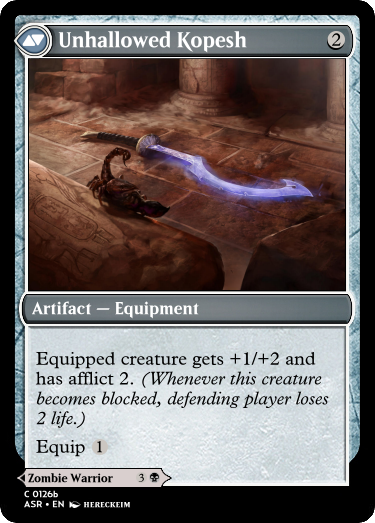 Unhallowed Kopesh 2
Artifact — Equipment
Equipped creature gets +1/+2 and
has afflict 2. (Whenever this creature
becomes blocked, defending player loses
2 life.)
Equip 1
Zombie Warrior 3
C 0126b
ASR • EN HERECKEIM